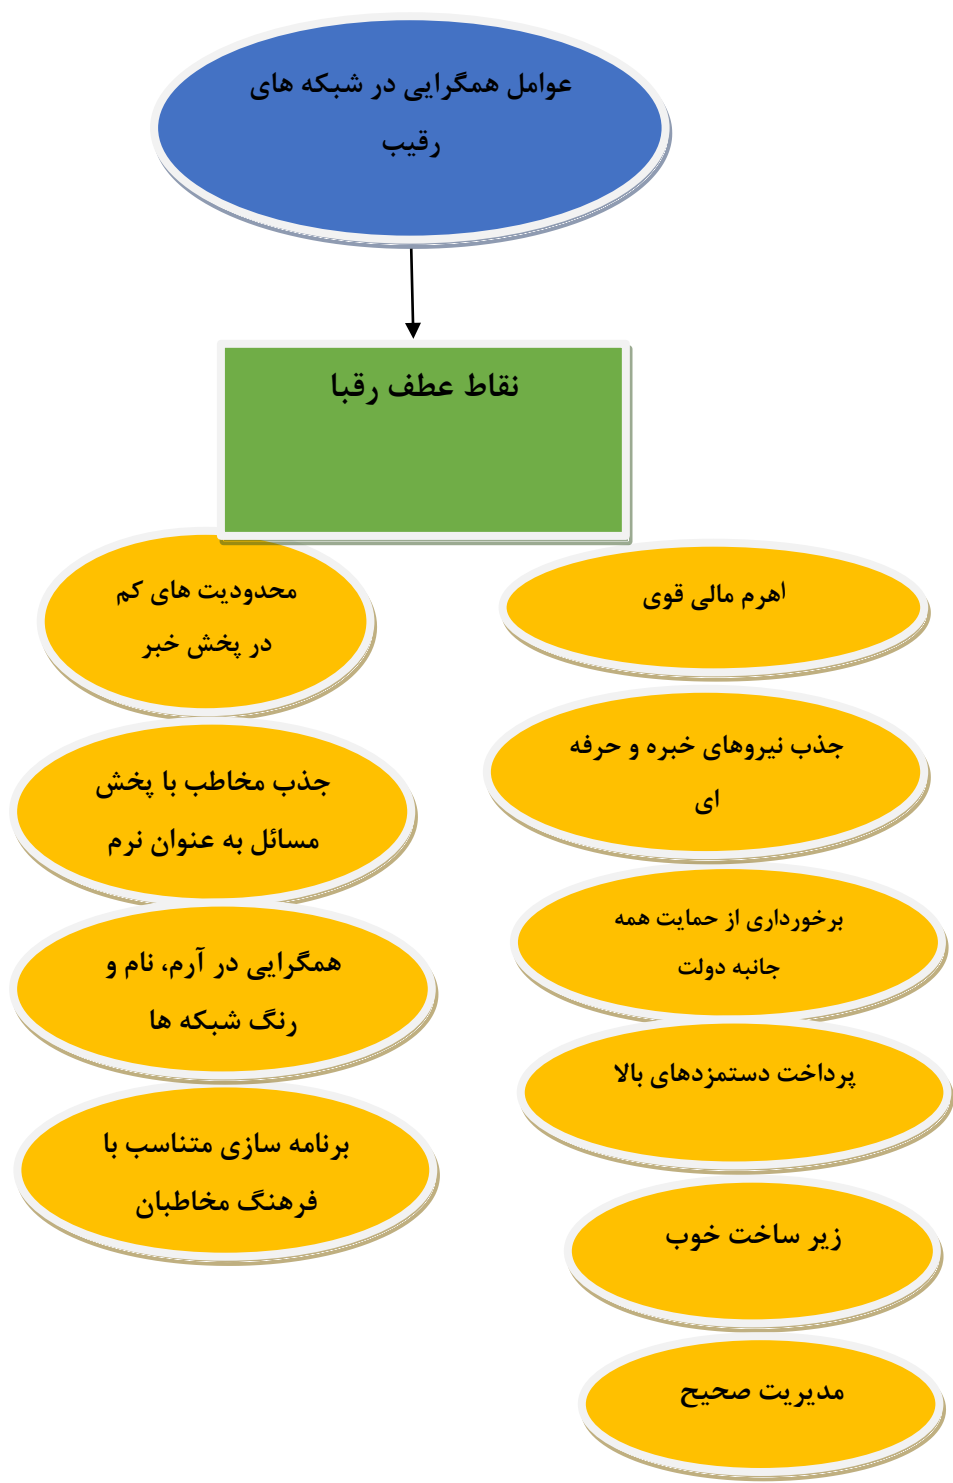 عوامل همگرایی در شبکه های
رقیب
نقاط عطف رقبا
اهرم مالی قوی
جذب نیروهای خبره و حرفه
ای
برخورداری از حمایت همه
جانبه دولت
پرداخت دستمزدهای بالا
زیر ساخت خوب
مدیریت صحیح
محدودیت های کم
در پخش خبر
جذب مخاطب با پخش
مسائل به عنوان نرم
همگرایی در آرم، نام و
رنگ شبکه ها
برنامه سازی متناسب با
فرهنگ مخاطبان